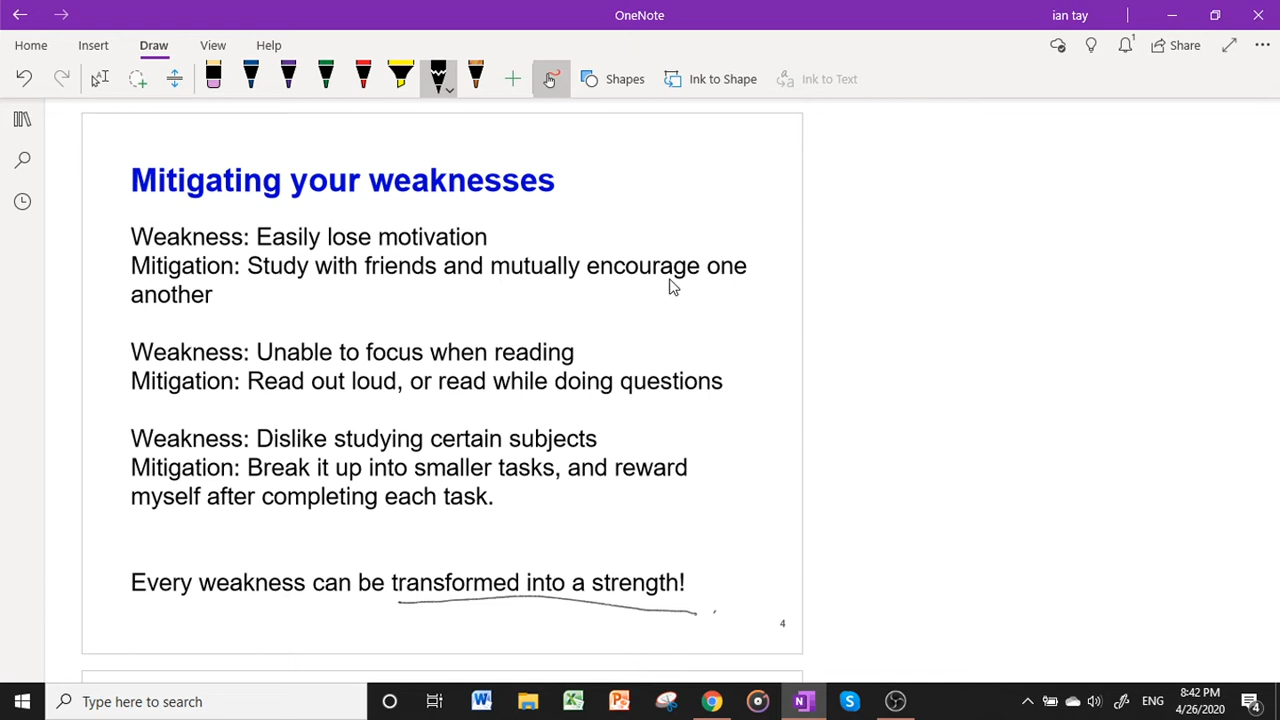 OneNote
ian tay
Home Insert Draw View Help
1
Share
Shapes Ink to Shape Ink to Text
Mitigating your weaknesses
Weakness: Easily lose motivation
Mitigation: Study with friends and mutually encourage one
another
Weakness: Unable to focus when reading
Mitigation: Read out loud, or read while doing questions
Weakness: Dislike studying certain subjects
Mitigation: Break it up into smaller tasks, and reward
myself after completing each task.
Every weakness can be transformed into a strength!
4
Type here to search
ENG
8:42 PM
4/26/2020
4